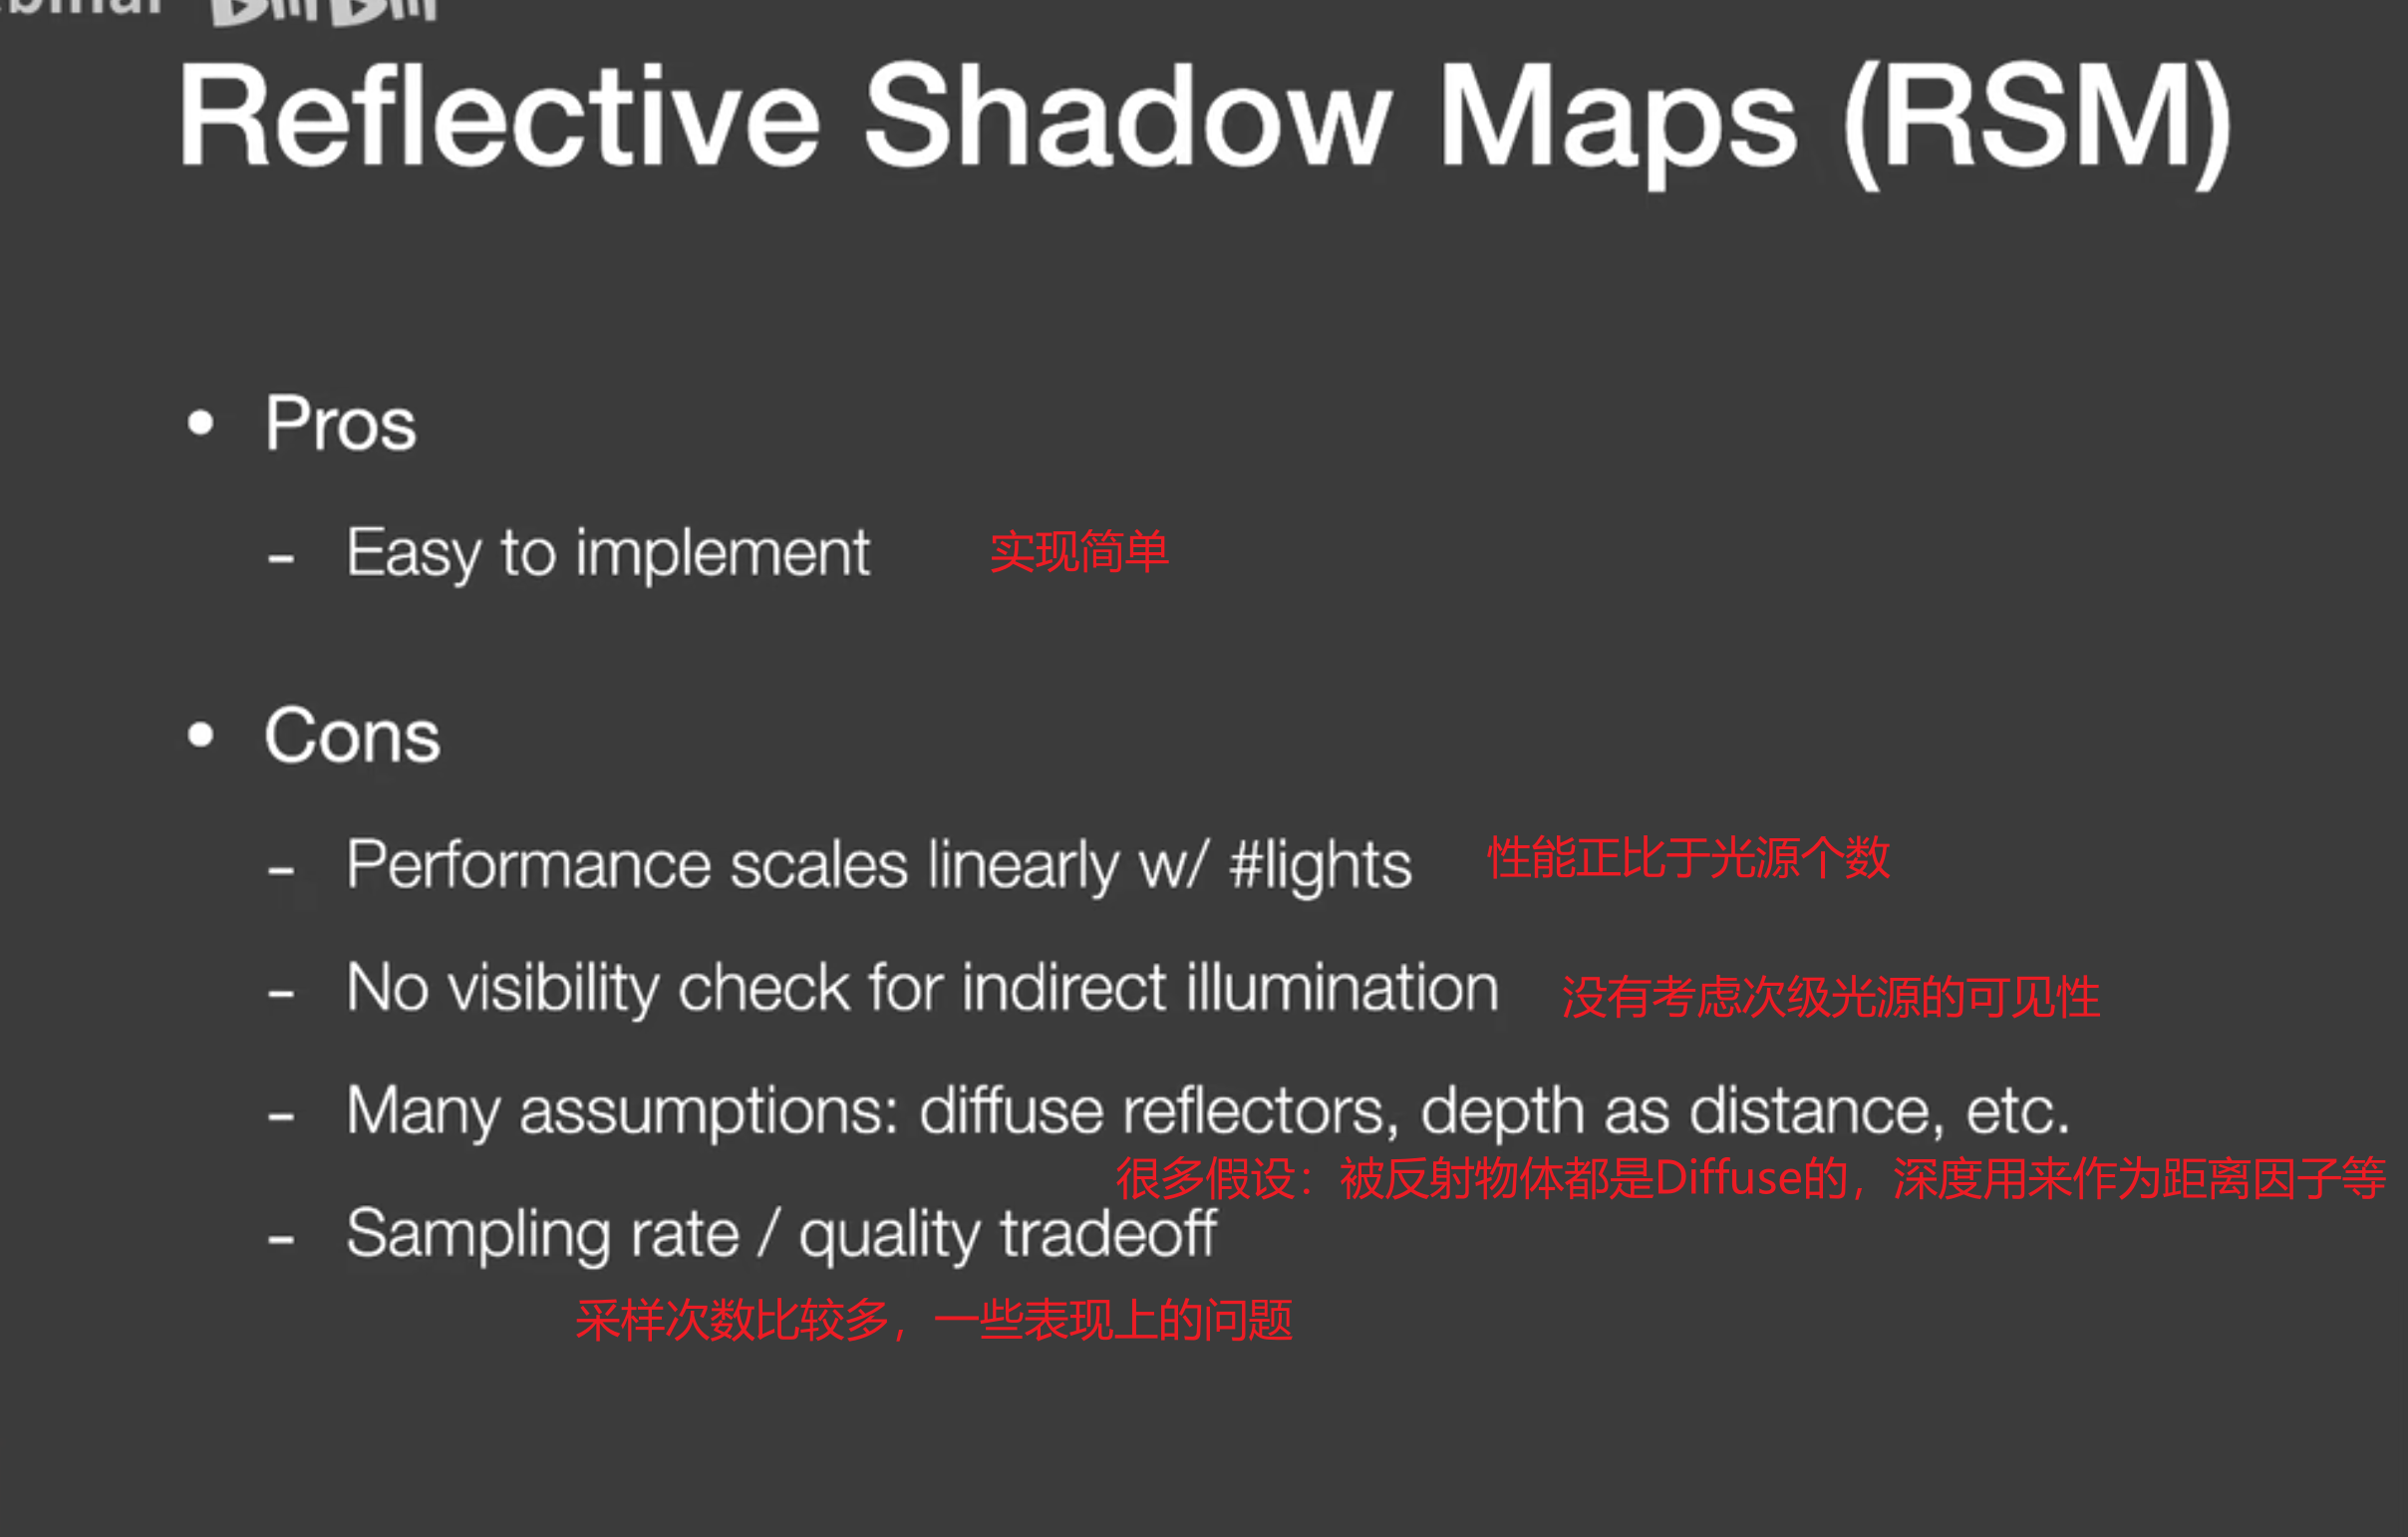 Reflective Shadow Maps (RSM)
• Pros
- Easy to implement 实现简单
• Cons
- Performance scales linearly w/ #lights 性能正比于光源个数
- No visibility check for indirect illumination 没有考虑次级光源的可见性
- Many assumptions: diffuse reflectors, depth as distance, etc.
很多假设：被反射物体都是Diffuse的，深度用来作为距离因子等
- Sampling rate / quality tradeoff
采样次数比较多，一些表现上的问题